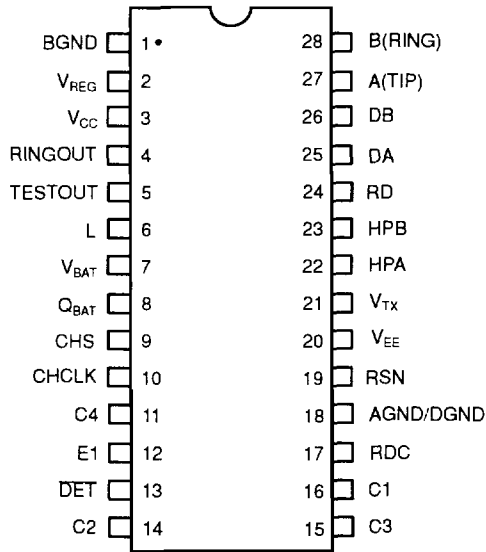 BGND 1 28 B(RING)
VREG 2 27 A(TIP)
VCC 3 26 DB
RINGOUT 4 25 DA
TESTOUT 5 24 RD
L 6 23 HPB
VBAT 7 22 HPA
QBAT 8 21 VTX
CHS 9 20 VEE
CHCLK 10 19 RSN
C4 11 18 AGND/DGND
E1 12 17 RDC
D̅E̅T̅ 13 16 C1
C2 14 15 C3